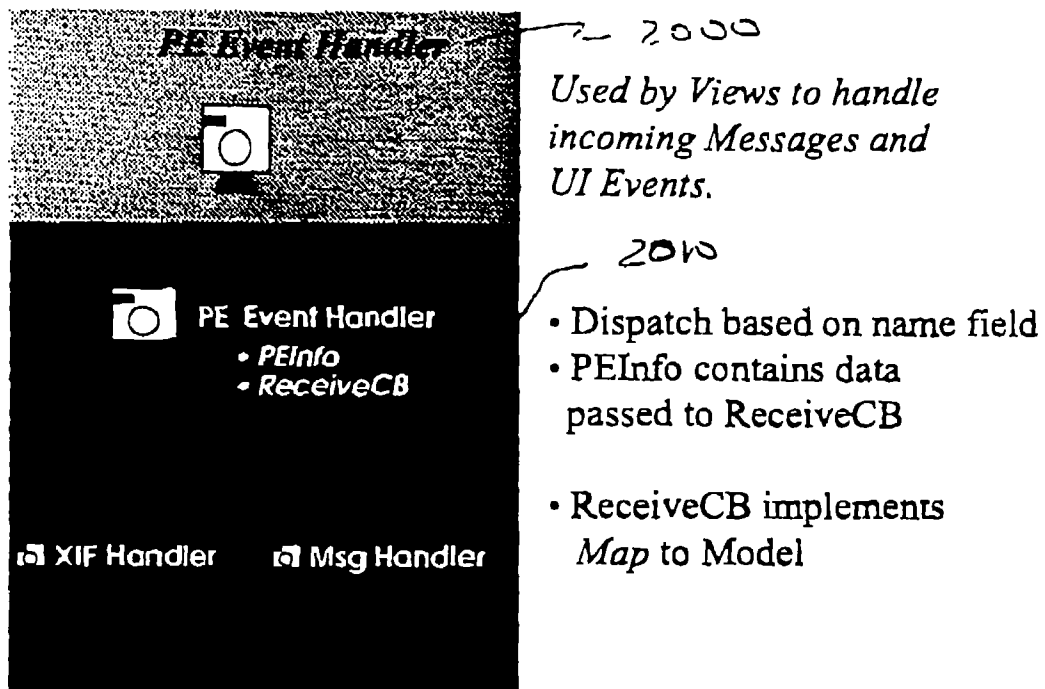 PE Event Handler
2000
Used by Views to handle
incoming Messages and
UI Events.
2010
PE Event Handler
• PEInfo
• ReceiveCB
• Dispatch based on name field
• PEInfo contains data
passed to ReceiveCB
• ReceiveCB implements
Map to Model
XIF Handler
Msg Handler